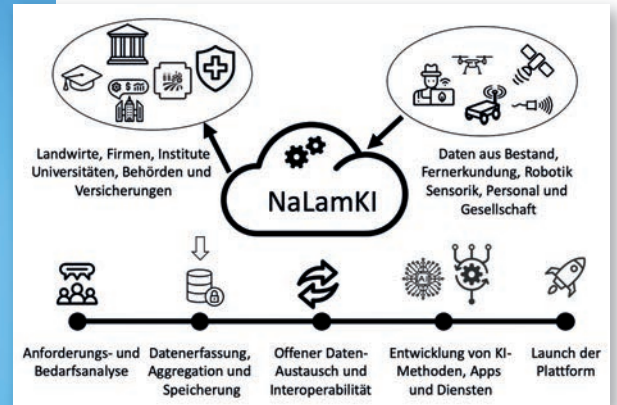 NaLamKI
Landwirte, Firmen, Institute
Universitäten, Behörden und
Versicherungen
Daten aus Bestand,
Fernerkundung, Robotik
Sensorik, Personal und
Gesellschaft
Anforderungs- und
Bedarfsanalyse
Datenerfassung,
Aggregation und
Speicherung
Offener Daten-
Austausch und
Interoperabilität
Entwicklung von KI-
Methoden, Apps
und Diensten
Launch der
Plattform